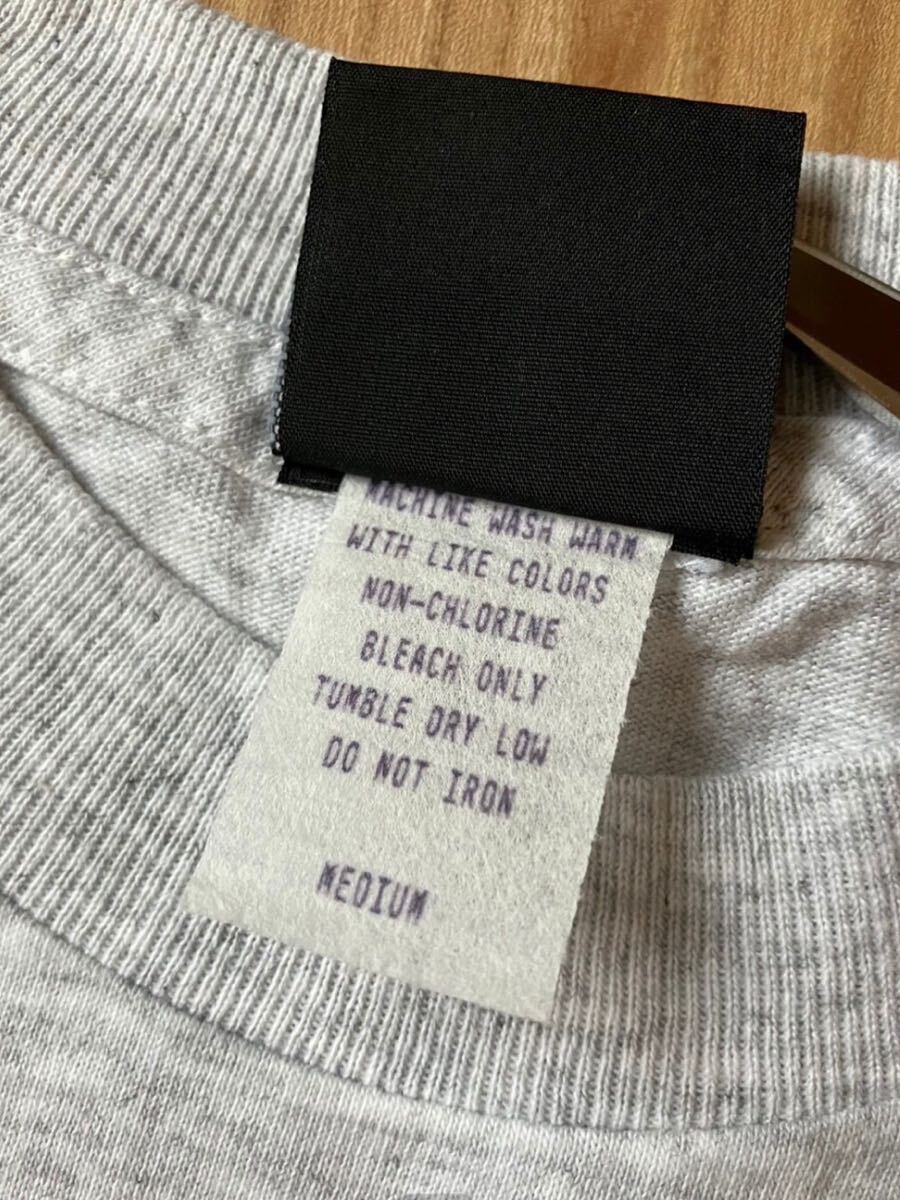 MACHINE WASH WARM
WITH LIKE COLORS
NON-CHLORINE
BLEACH ONLY
TUMBLE DRY LOW
DO NOT IRON
MEDIUM